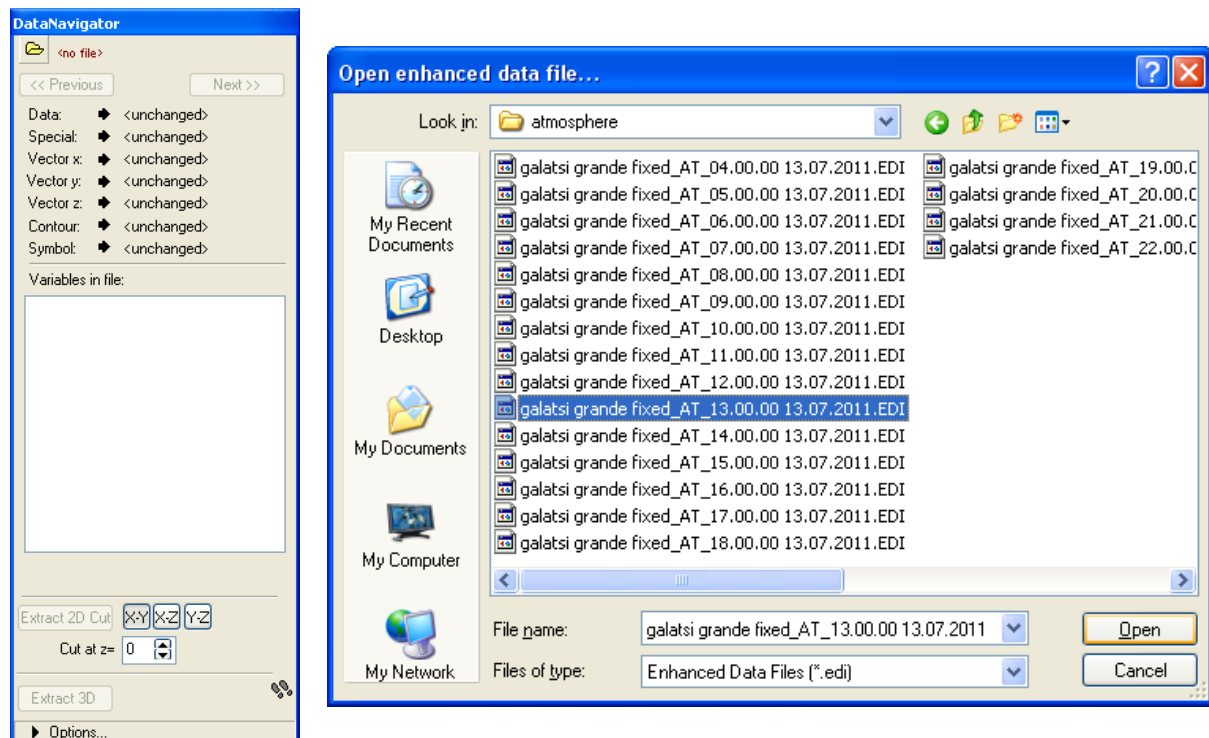 DataNavigator
<no file>
<< Previous
Next >>
Data: <unchanged>
Special: <unchanged>
Vector x: <unchanged>
Vector y: <unchanged>
Vector z: <unchanged>
Contour: <unchanged>
Symbol: <unchanged>
Variables in file:
Extract 2D Cut X-Y X-Z Y-Z
Cut at z= 0
Extract 3D
Options...
Open enhanced data file...
Look in: atmosphere
My Recent Documents
Desktop
My Documents
My Computer
My Network
galatsi grande fixed_AT_04.00.00 13.07.2011.EDI
galatsi grande fixed_AT_05.00.00 13.07.2011.EDI
galatsi grande fixed_AT_06.00.00 13.07.2011.EDI
galatsi grande fixed_AT_07.00.00 13.07.2011.EDI
galatsi grande fixed_AT_08.00.00 13.07.2011.EDI
galatsi grande fixed_AT_09.00.00 13.07.2011.EDI
galatsi grande fixed_AT_10.00.00 13.07.2011.EDI
galatsi grande fixed_AT_11.00.00 13.07.2011.EDI
galatsi grande fixed_AT_12.00.00 13.07.2011.EDI
galatsi grande fixed_AT_13.00.00 13.07.2011.EDI
galatsi grande fixed_AT_14.00.00 13.07.2011.EDI
galatsi grande fixed_AT_15.00.00 13.07.2011.EDI
galatsi grande fixed_AT_16.00.00 13.07.2011.EDI
galatsi grande fixed_AT_17.00.00 13.07.2011.EDI
galatsi grande fixed_AT_18.00.00 13.07.2011.EDI
galatsi grande fixed_AT_19.00.0
galatsi grande fixed_AT_20.00.0
galatsi grande fixed_AT_21.00.0
galatsi grande fixed_AT_22.00.0
File name: galatsi grande fixed_AT_13.00.00 13.07.2011
Open
Files of type: Enhanced Data Files (*.edi)
Cancel